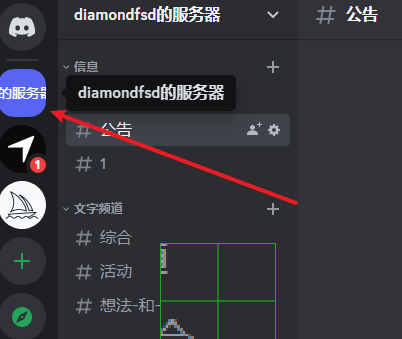 diamondfsd的服务器
公告
信息
的服务器
diamondfsd的服务器
公告
1
1
文字频道
综合
活动
想法-和-